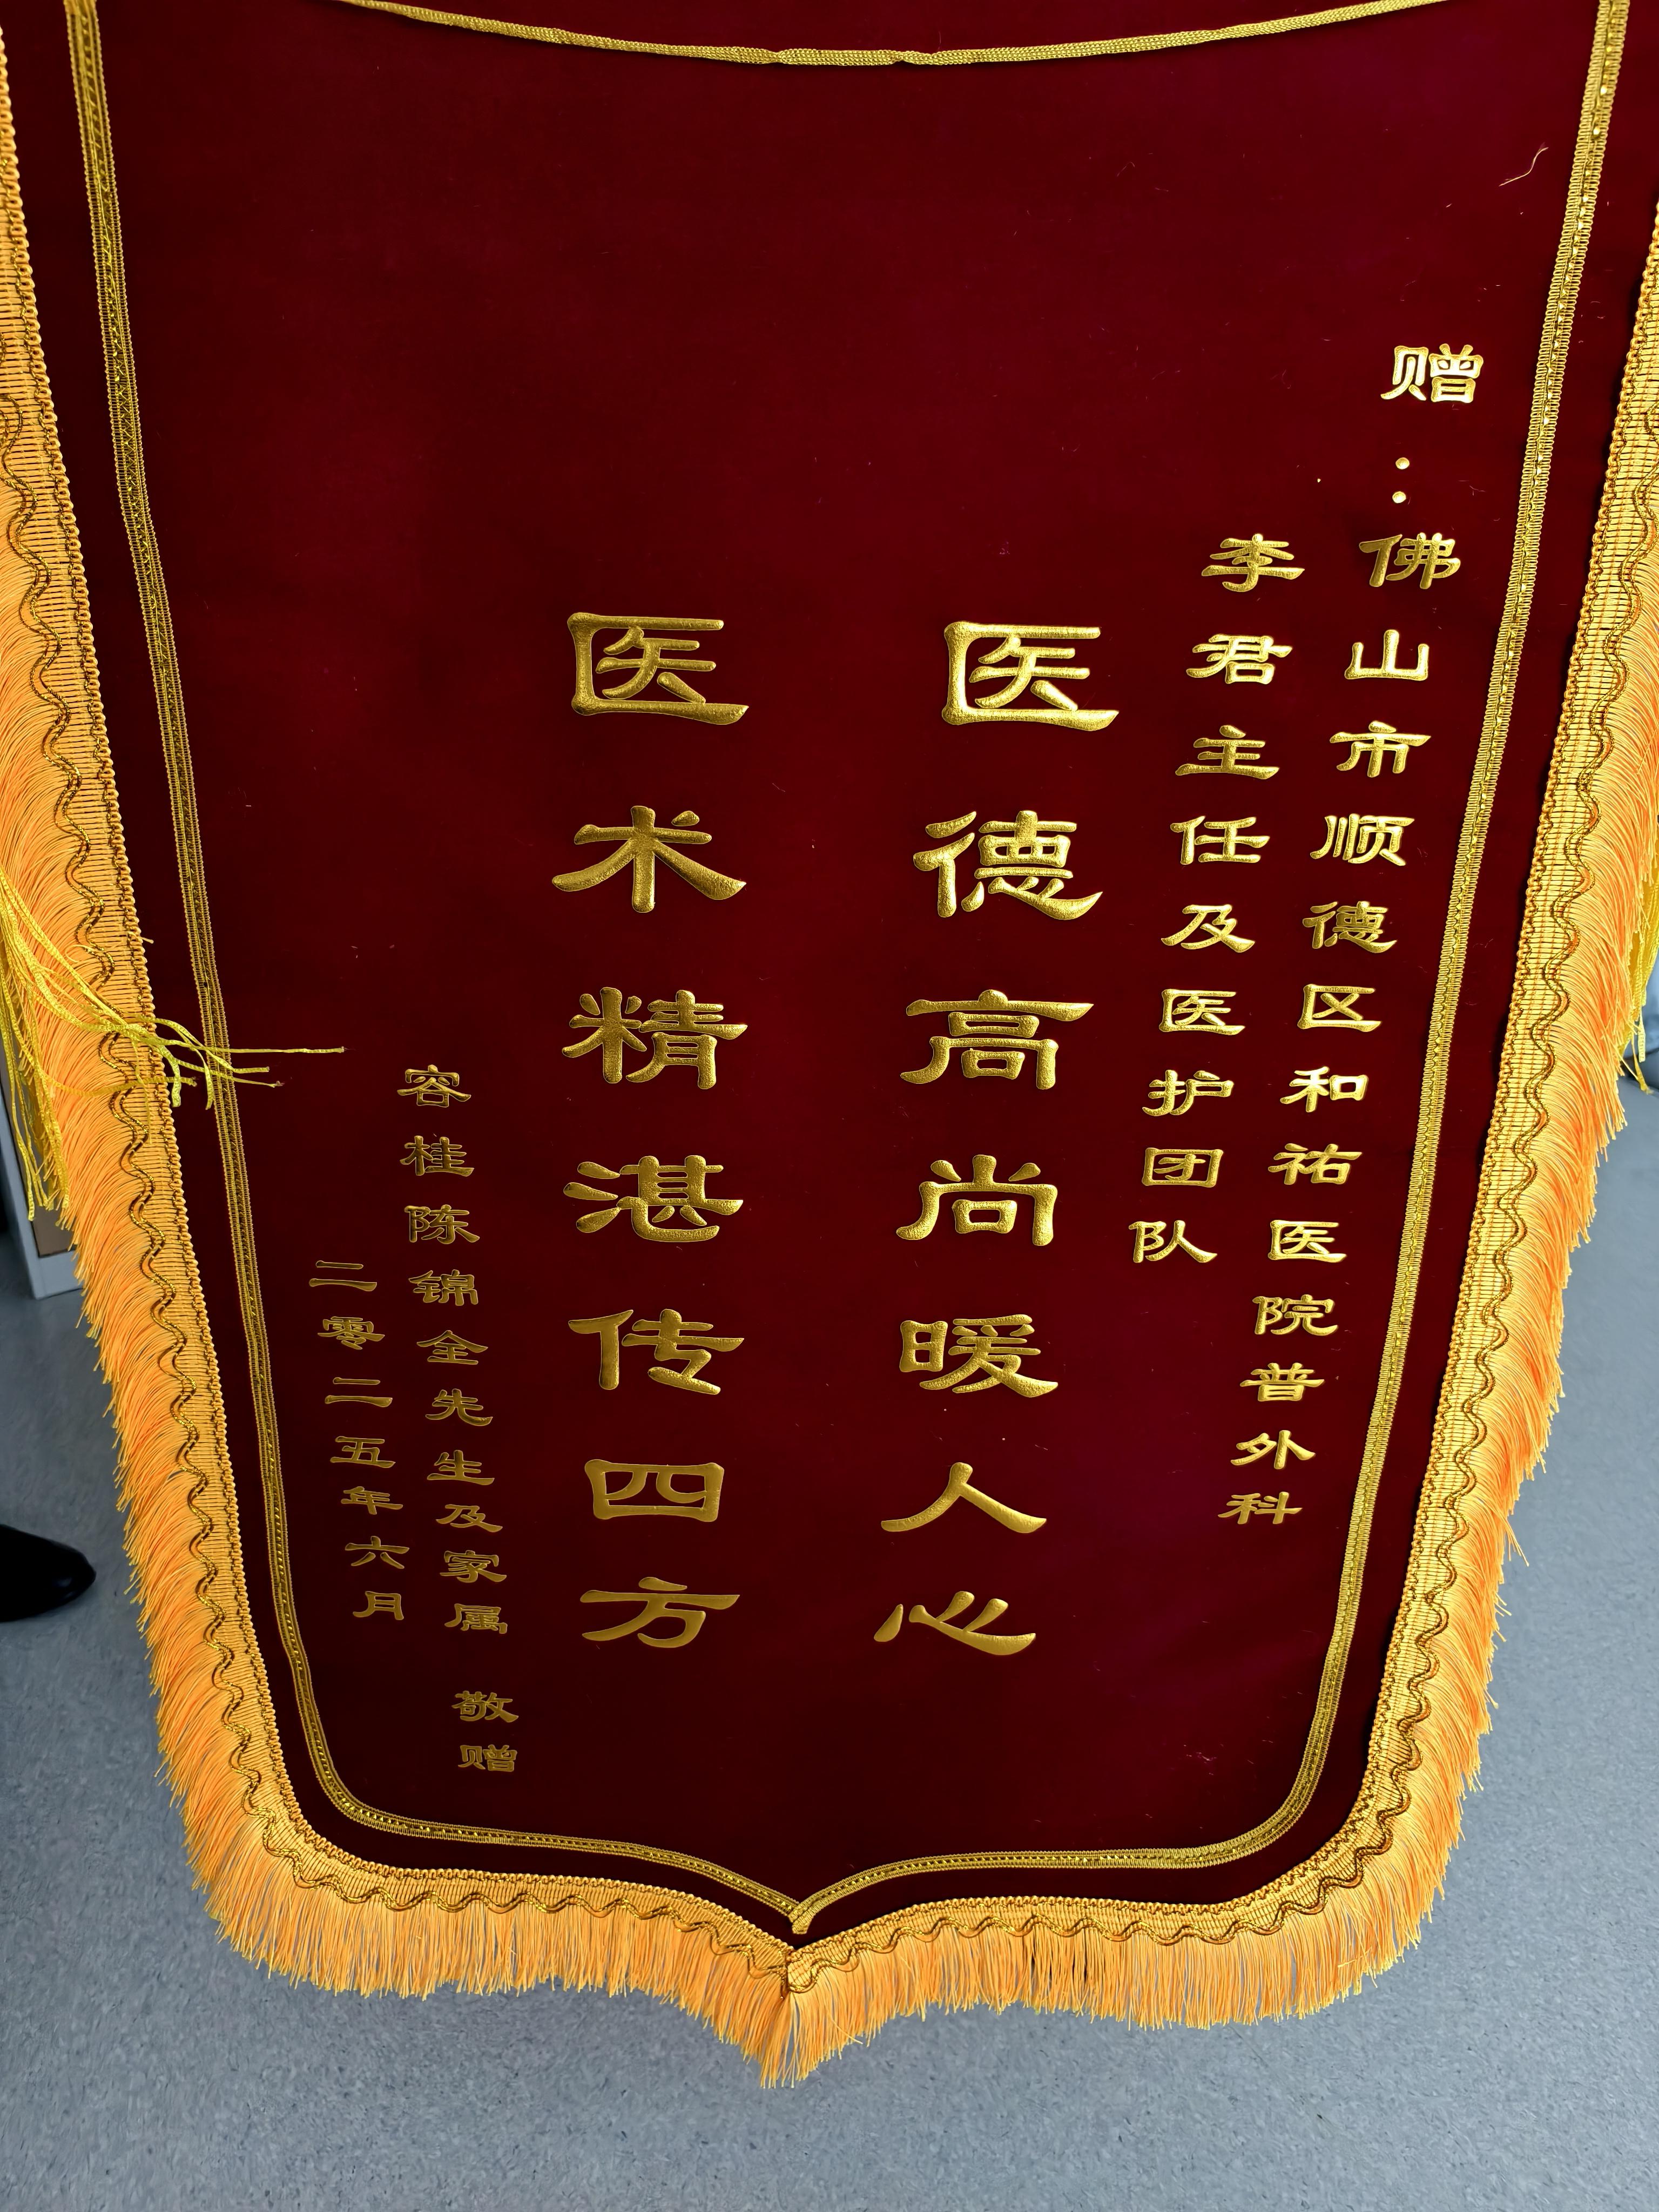 赠：佛山市顺德区和祐医院普外科
李君主任及医护团队
医德高尚暖人心
医术精湛传四方
容桂陈锦全先生及家属 敬赠
二零二五年六月